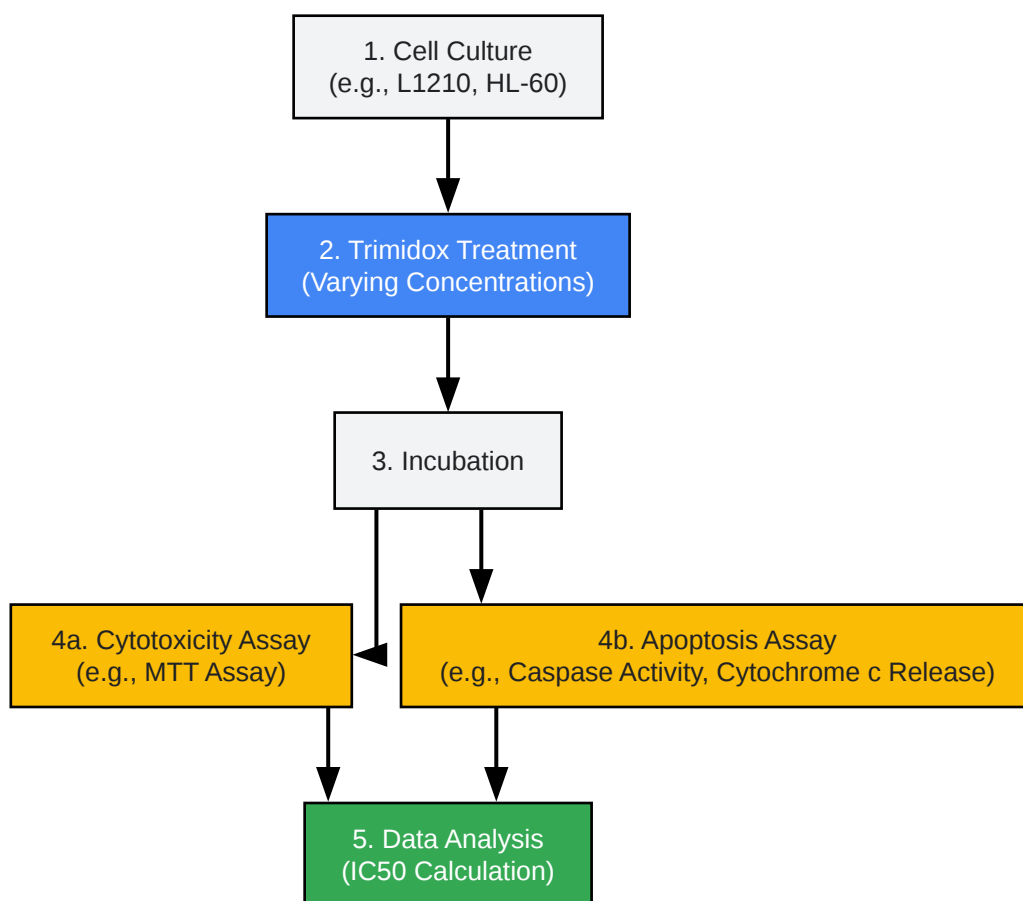 1. Cell Culture
(e.g., L1210, HL-60)
2. Trimidox Treatment
(Varying Concentrations)
3. Incubation
4a. Cytotoxicity Assay
(e.g., MTT Assay)
4b. Apoptosis Assay
(e.g., Caspase Activity, Cytochrome c Release)
5. Data Analysis
(IC50 Calculation)